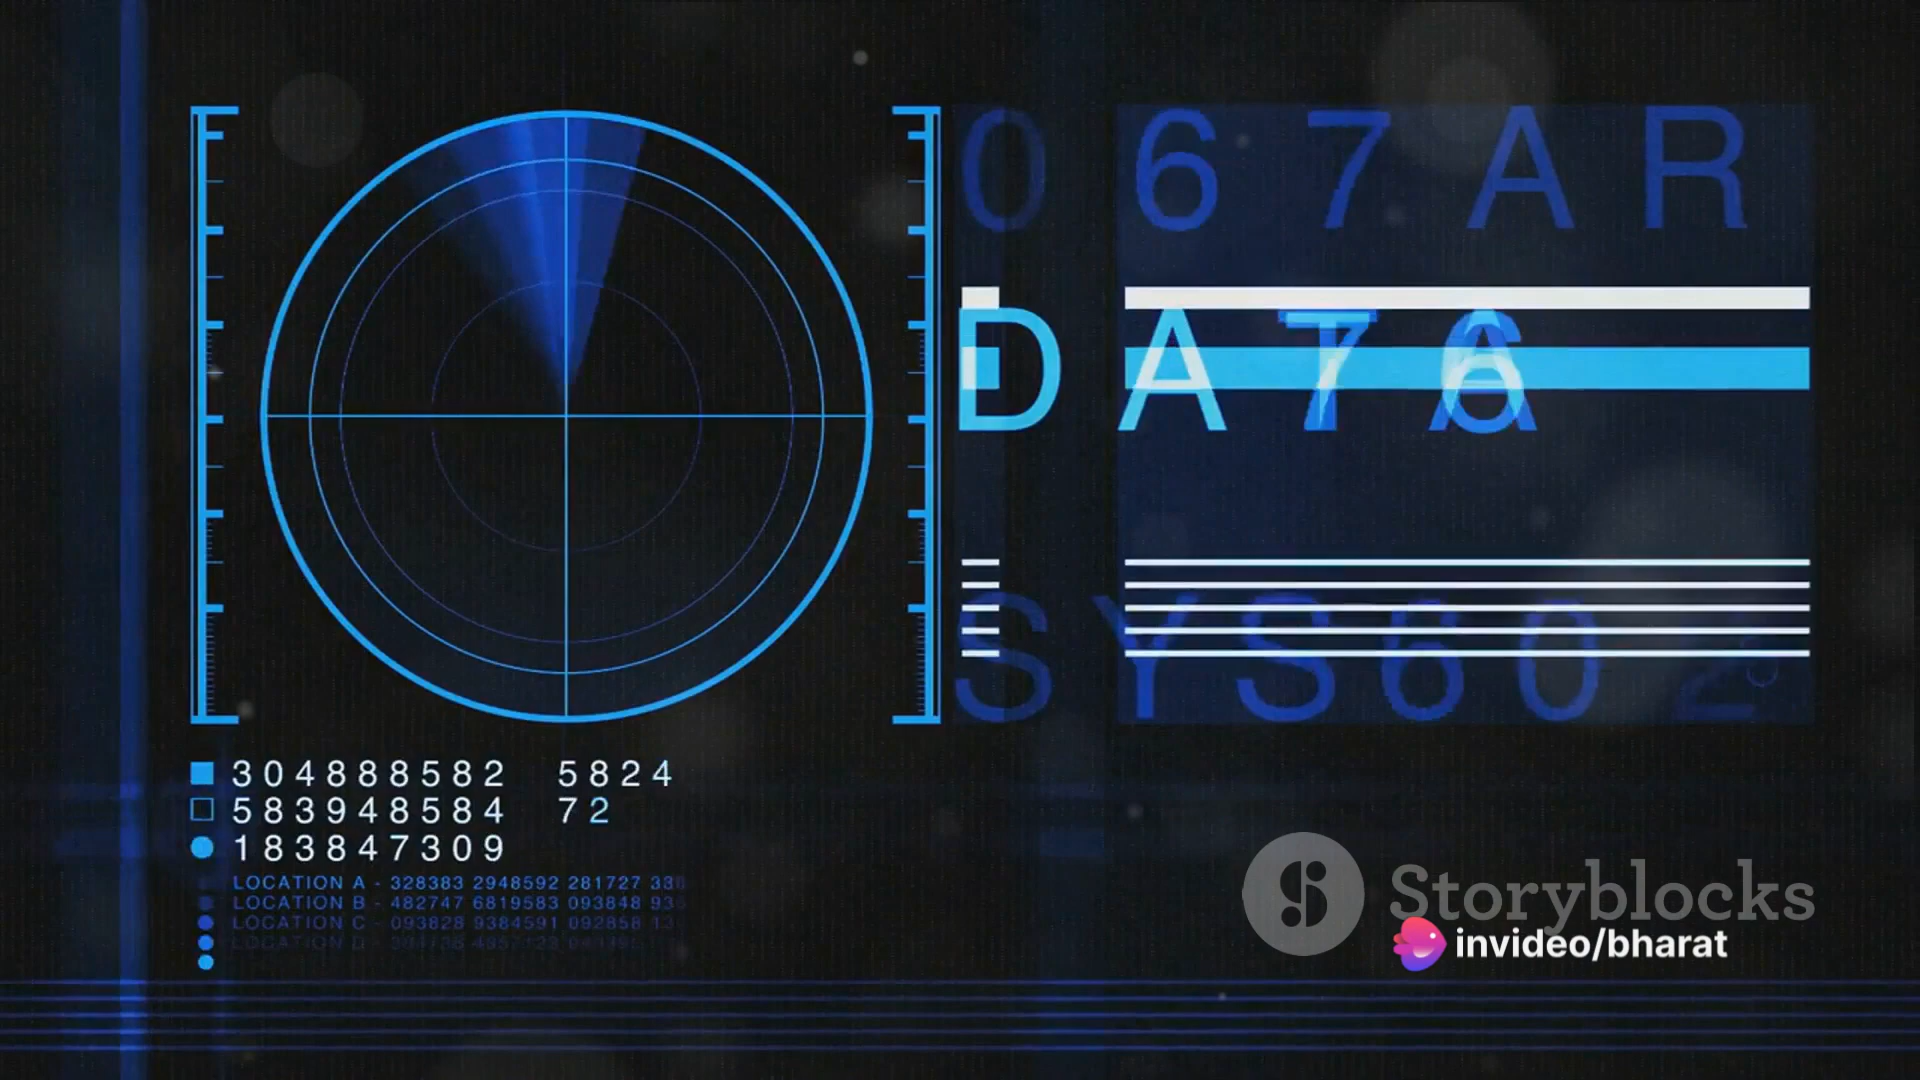 067AR
DATA
SYS602
304888582 5824
583948584 72
183847309
LOCATION A - 328383 2948592 281727
LOCATION B - 482747 6819583 093848
LOCATION C - 093828 9384591 092858
LOCATION D -
Storyblocks
invideo/bharat